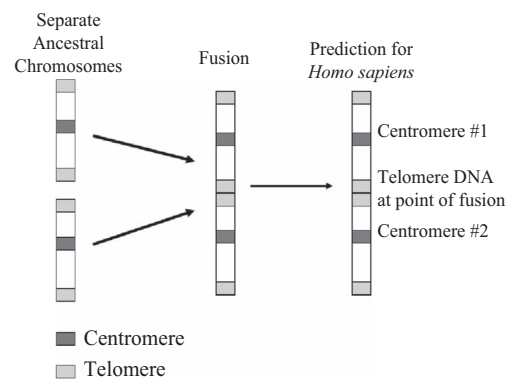 Separate
Ancestral
Chromosomes
Fusion
Prediction for
Homo sapiens
Centromere #1
Telomere DNA
at point of fusion
Centromere #2
Centromere
Telomere